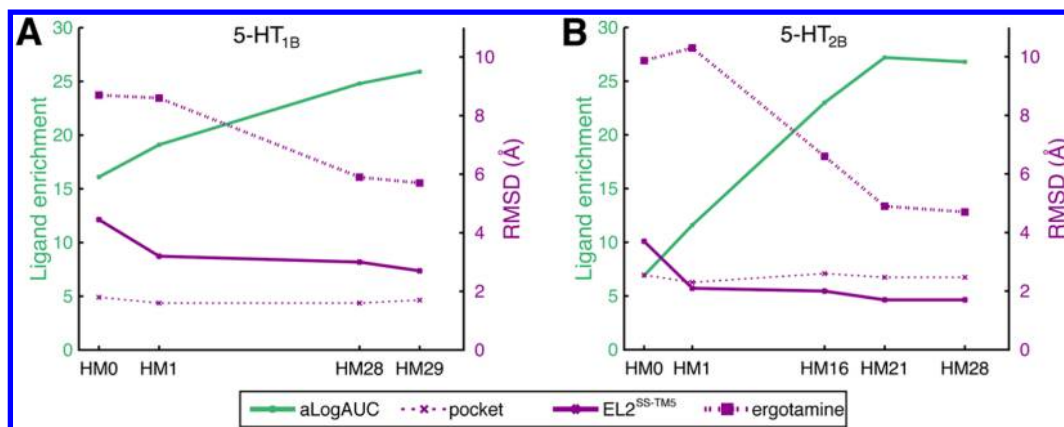 A
5-HT1B
30
25
20
15
10
5
0
Ligand enrichment
10
8
6
4
2
0
RMSD (Å)
HM0 HM1 HM28 HM29
B
5-HT2B
30
25
20
15
10
5
0
Ligand enrichment
10
8
6
4
2
0
RMSD (Å)
HM0 HM1 HM16 HM21 HM28
aLogAUC pocket EL2SS-TM5 ergotamine